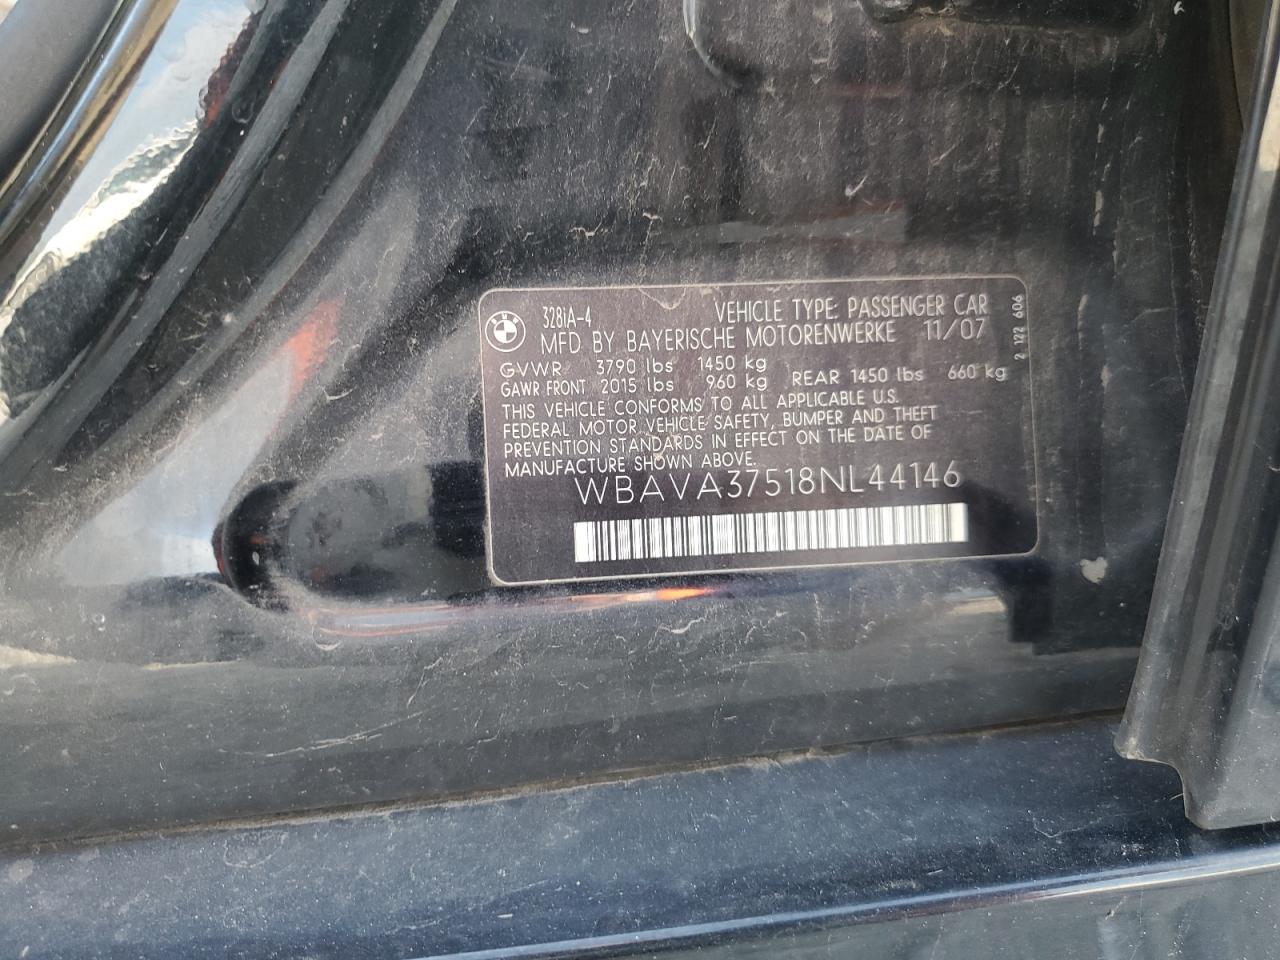 BMW
328iA-4 VEHICLE TYPE: PASSENGER CAR
MFD BY BAYERISCHE MOTORENWERKE 11/07
GVWR 3790 lbs 1450 kg
GAWR FRONT 2015 lbs 960 kg REAR 1450 lbs 660 kg
THIS VEHICLE CONFORMS TO ALL APPLICABLE U.S.
FEDERAL MOTOR VEHICLE SAFETY, BUMPER AND THEFT
PREVENTION STANDARDS IN EFFECT ON THE DATE OF
MANUFACTURE SHOWN ABOVE.
WBAVA37518NL44146
2 122 606